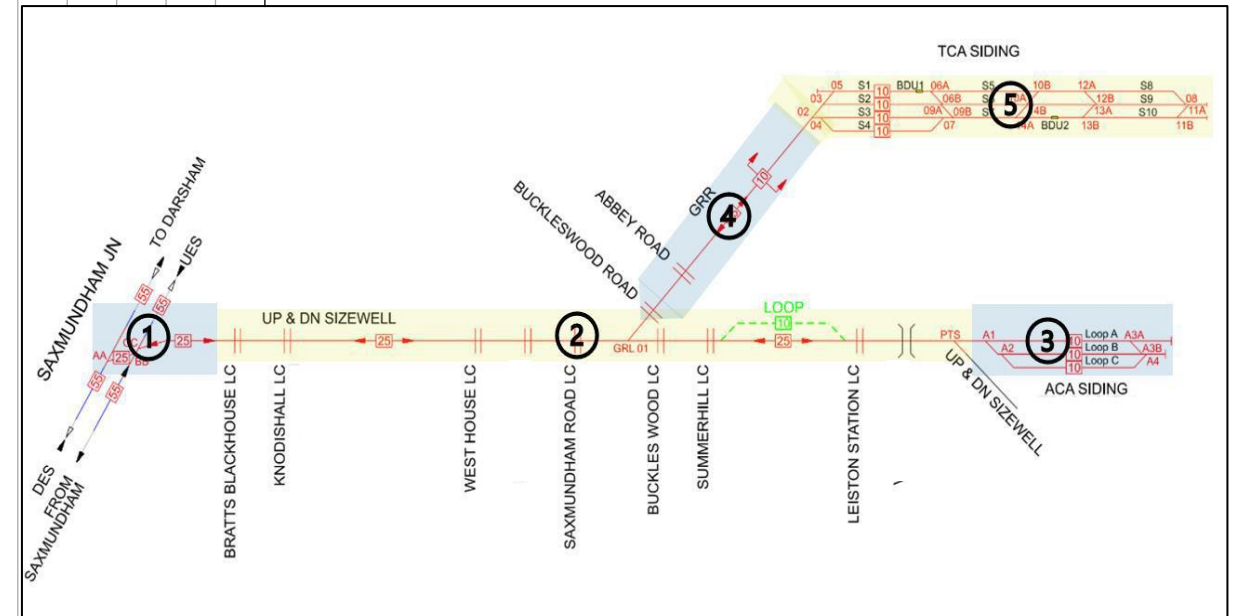 TCA SIDING
05 S1 10 BDU1 06A S5 10B 12A S8
03 S2 10 06B 12B S9 08
02 S3 10 09A 09B 14B 13A S10 11A
04 S4 10 07 14A BDU2 13B 11B
5
GRR
10
4
ABBEY ROAD
BUCKLESWOOD ROAD
SAXMUNDHAM JN
TO DARSHAM
UES
55
55
1
CC
25
AA
25
BB
55
55
DES
FROM
SAXMUNDHAM
UP & DN SIZEWELL
25
2
GRL 01
LOOP
10
25
PTS
UP & DN SIZEWELL
A1 Loop A A3A
10
A2 Loop B A3B
10
Loop C A4
10
3
ACA SIDING
BRATTS BLACKHOUSE LC
KNODISHALL LC
WEST HOUSE LC
SAXMUNDHAM ROAD LC
BUCKLES WOOD LC
SUMMERHILL LC
LEISTON STATION LC